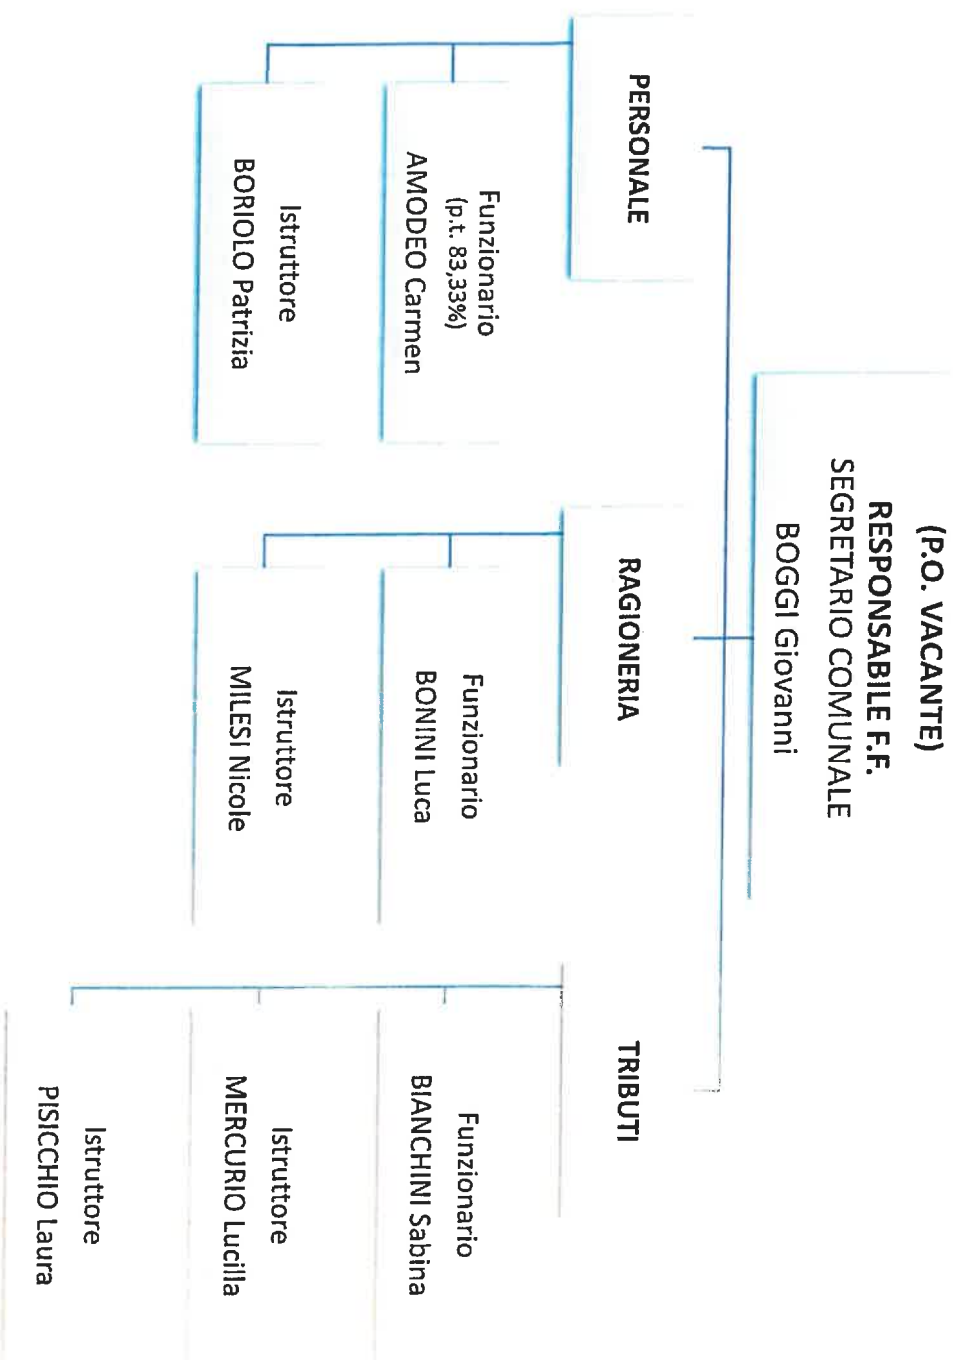 (P.O. VACANTE)
RESPONSABILE F.F.
SEGRETARIO COMUNALE
BOGGI Giovanni
PERSONALE
Funzionario
(p.t. 83,33%)
AMODEO Carmen
Istruttore
BORIOLO Patrizia
RAGIONERIA
Funzionario
BONINI Luca
Istruttore
MILESI Nicole
TRIBUTI
Funzionario
BIANCHINI Sabina
Istruttore
MERCURIO Lucilla
Istruttore
PISICCHIO Laura